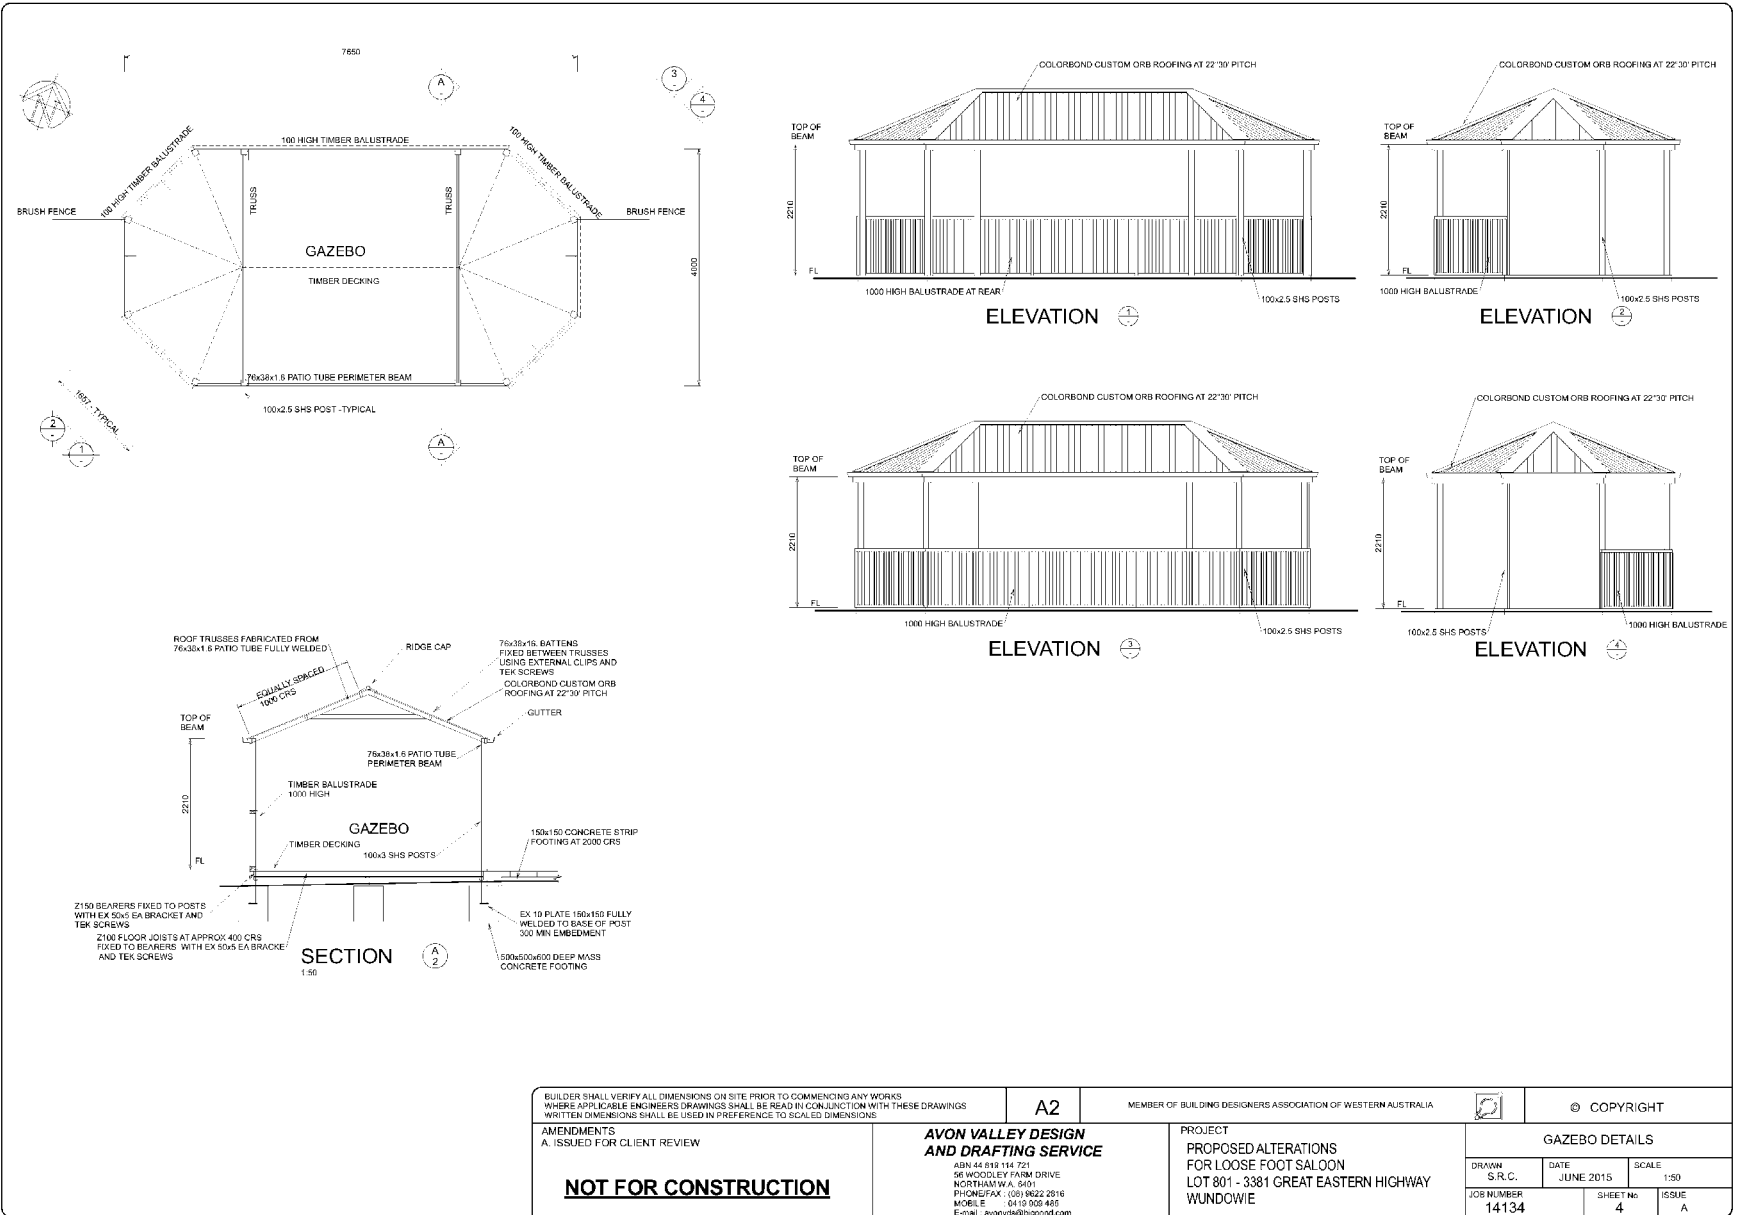 7650
A
-
3
-
4
-
100 HIGH TIMBER BALUSTRADE
100 HIGH TIMBER BALUSTRADE
100 HIGH TIMBER BALUSTRADE
BRUSH FENCE
BRUSH FENCE
TRUSS
TRUSS
GAZEBO
TIMBER DECKING
4000
76x38x1.6 PATIO TUBE PERIMETER BEAM
100x2.5 SHS POST -TYPICAL
1657 - TYPICAL
2
-
1
-
A
-
COLORBOND CUSTOM ORB ROOFING AT 22°30' PITCH
TOP OF
BEAM
2210
FL
1000 HIGH BALUSTRADE AT REAR
100x2.5 SHS POSTS
ELEVATION
1
-
COLORBOND CUSTOM ORB ROOFING AT 22°30' PITCH
TOP OF
BEAM
2210
FL
1000 HIGH BALUSTRADE
100x2.5 SHS POSTS
ELEVATION
2
-
COLORBOND CUSTOM ORB ROOFING AT 22°30' PITCH
TOP OF
BEAM
2210
FL
1000 HIGH BALUSTRADE
100x2.5 SHS POSTS
ELEVATION
3
-
COLORBOND CUSTOM ORB ROOFING AT 22°30' PITCH
TOP OF
BEAM
2210
FL
100x2.5 SHS POSTS
1000 HIGH BALUSTRADE
ELEVATION
4
-
ROOF TRUSSES FABRICATED FROM
76x38x1.6 PATIO TUBE FULLY WELDED
RIDGE CAP
76x38x16. BATTENS
FIXED BETWEEN TRUSSES
USING EXTERNAL CLIPS AND
TEK SCREWS
COLORBOND CUSTOM ORB
ROOFING AT 22°30' PITCH
EQUALLY SPACED
1000 CRS
GUTTER
TOP OF
BEAM
76x38x1.6 PATIO TUBE
PERIMETER BEAM
TIMBER BALUSTRADE
1000 HIGH
2210
GAZEBO
TIMBER DECKING
100x3 SHS POSTS
150x150 CONCRETE STRIP
FOOTING AT 2000 CRS
FL
Z150 BEARERS FIXED TO POSTS
WITH EX 50x5 EA BRACKET AND
TEK SCREWS
Z100 FLOOR JOISTS AT APPROX 400 CRS
FIXED TO BEARERS WITH EX 50x5 EA BRACKE
AND TEK SCREWS
EX 10 PLATE 150x150 FULLY
WELDED TO BASE OF POST
300 MIN EMBEDMENT
500x500x600 DEEP MASS
CONCRETE FOOTING
SECTION
1:50
A
2
BUILDER SHALL VERIFY ALL DIMENSIONS ON SITE PRIOR TO COMMENCING ANY WORKS
WHERE APPLICABLE ENGINEERS DRAWINGS SHALL BE READ IN CONJUNCTION WITH THESE DRAWINGS
WRITTEN DIMENSIONS SHALL BE USED IN PREFERENCE TO SCALED DIMENSIONS
A2
MEMBER OF BUILDING DESIGNERS ASSOCIATION OF WESTERN AUSTRALIA
© COPYRIGHT
AMENDMENTS
A. ISSUED FOR CLIENT REVIEW
NOT FOR CONSTRUCTION
AVON VALLEY DESIGN
AND DRAFTING SERVICE
ABN 44 819 114 721
56 WOODLEY FARM DRIVE
NORTHAM W.A. 6401
PHONE/FAX : (08) 9622 2816
MOBILE : 0419 909 485
E-mail : avonvds@bigpond.com
PROJECT
PROPOSED ALTERATIONS
FOR LOOSE FOOT SALOON
LOT 801 - 3381 GREAT EASTERN HIGHWAY
WUNDOWIE
GAZEBO DETAILS
DRAWN
S.R.C.
DATE
JUNE 2015
SCALE
1:50
JOB NUMBER
14134
SHEET No
4
ISSUE
A